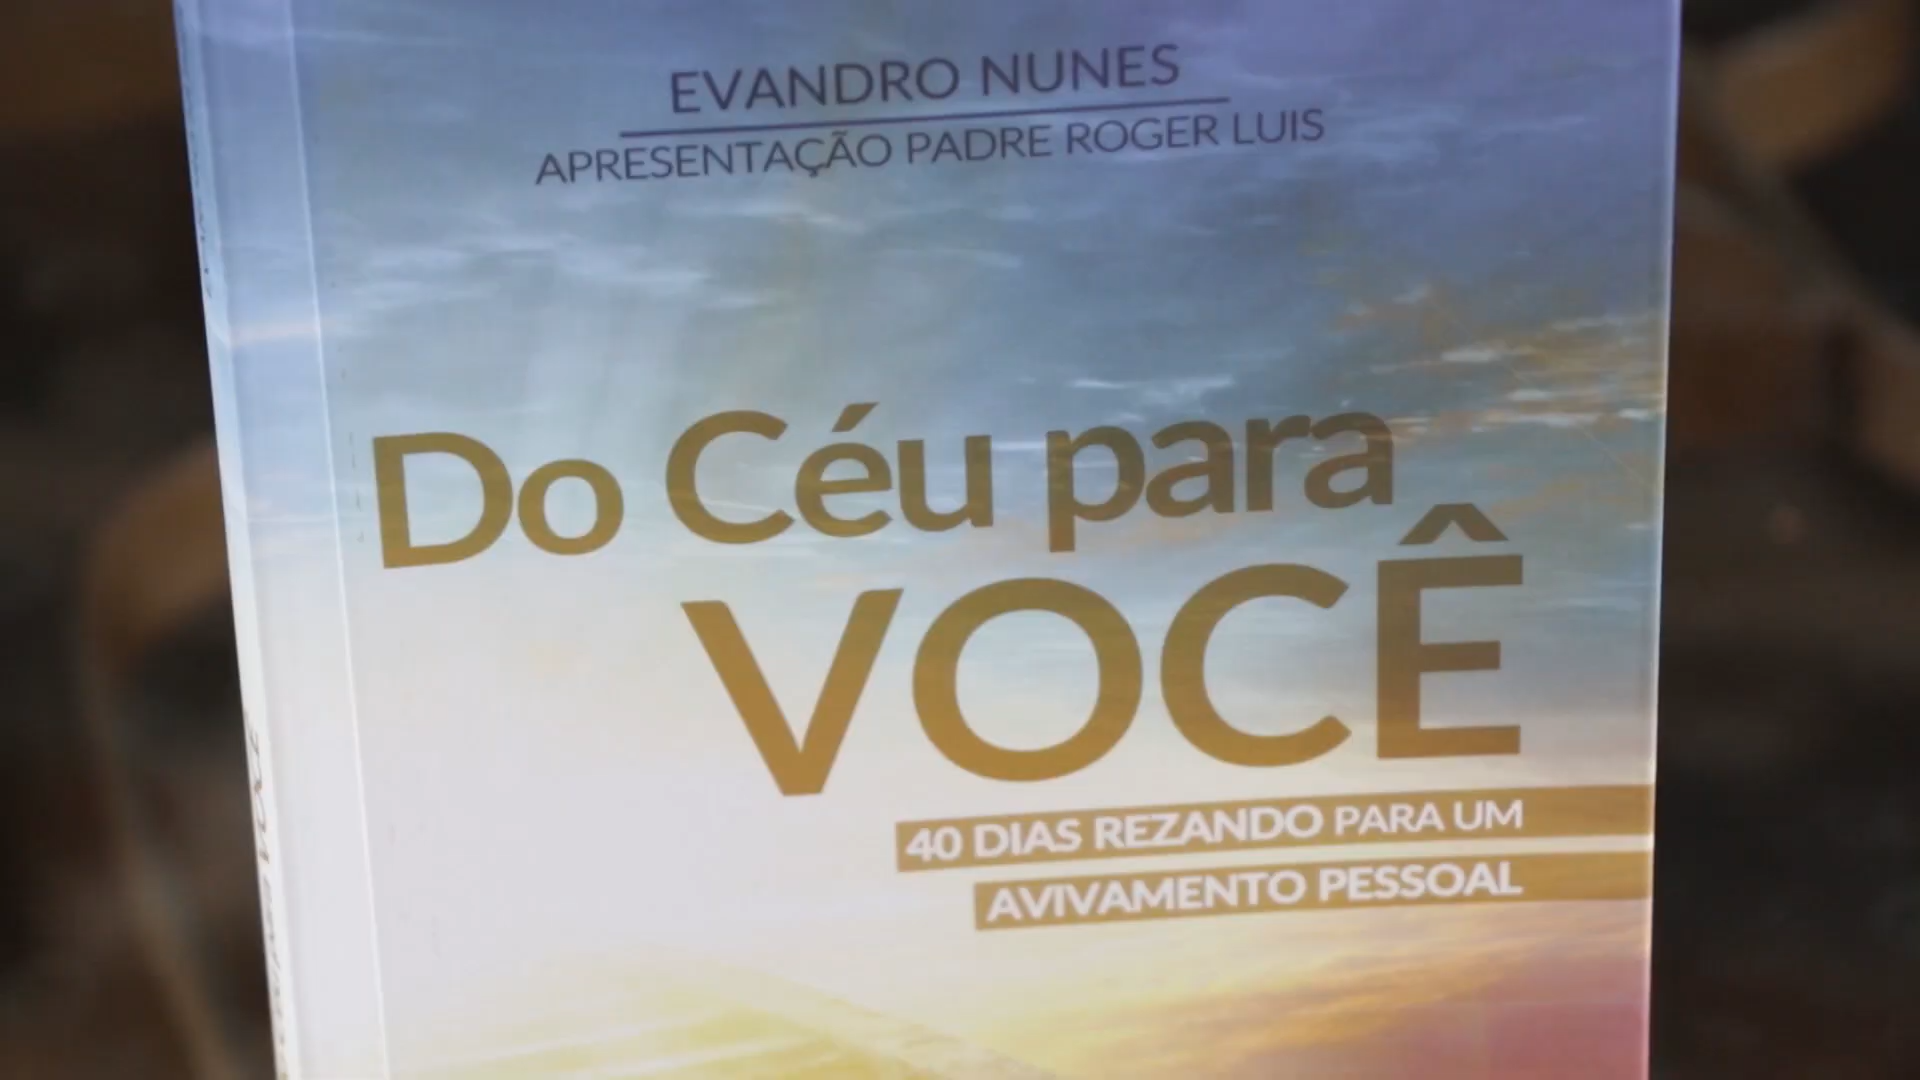 EVANDRO NUNES
APRESENTAÇÃO PADRE ROGER LUIS
Do Céu para
VOCÊ
40 DIAS REZANDO PARA UM
AVIVAMENTO PESSOAL